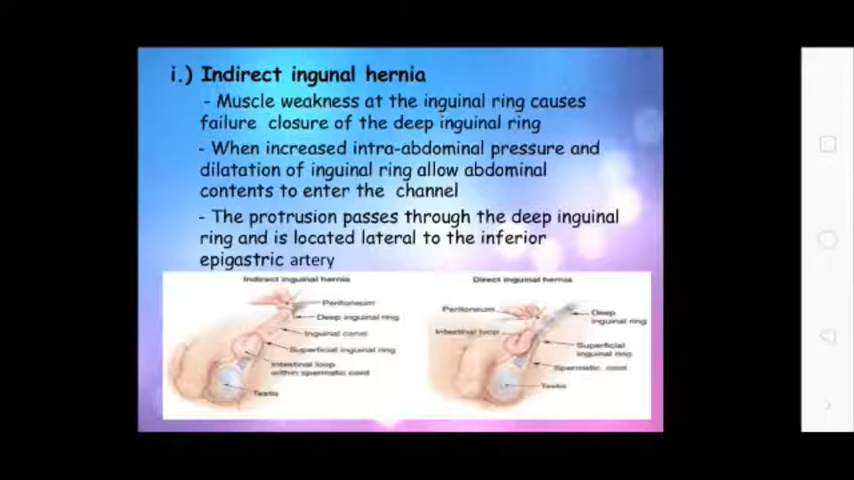 i.) Indirect ingunal hernia
- Muscle weakness at the inguinal ring causes
failure closure of the deep inguinal ring
- When increased intra-abdominal pressure and
dilatation of inguinal ring allow abdominal
contents to enter the channel
- The protrusion passes through the deep inguinal
ring and is located lateral to the inferior
epigastric artery
Indirect inguinal hernia
Peritoneum
Deep inguinal ring
Inguinal canal
Superficial inguinal ring
Intestinal loop
within spermatic cord
Testis
Direct inguinal hernia
Peritoneum
Deep
inguinal ring
Intestinal loop
Superficial
inguinal ring
Spermatic cord
Testis